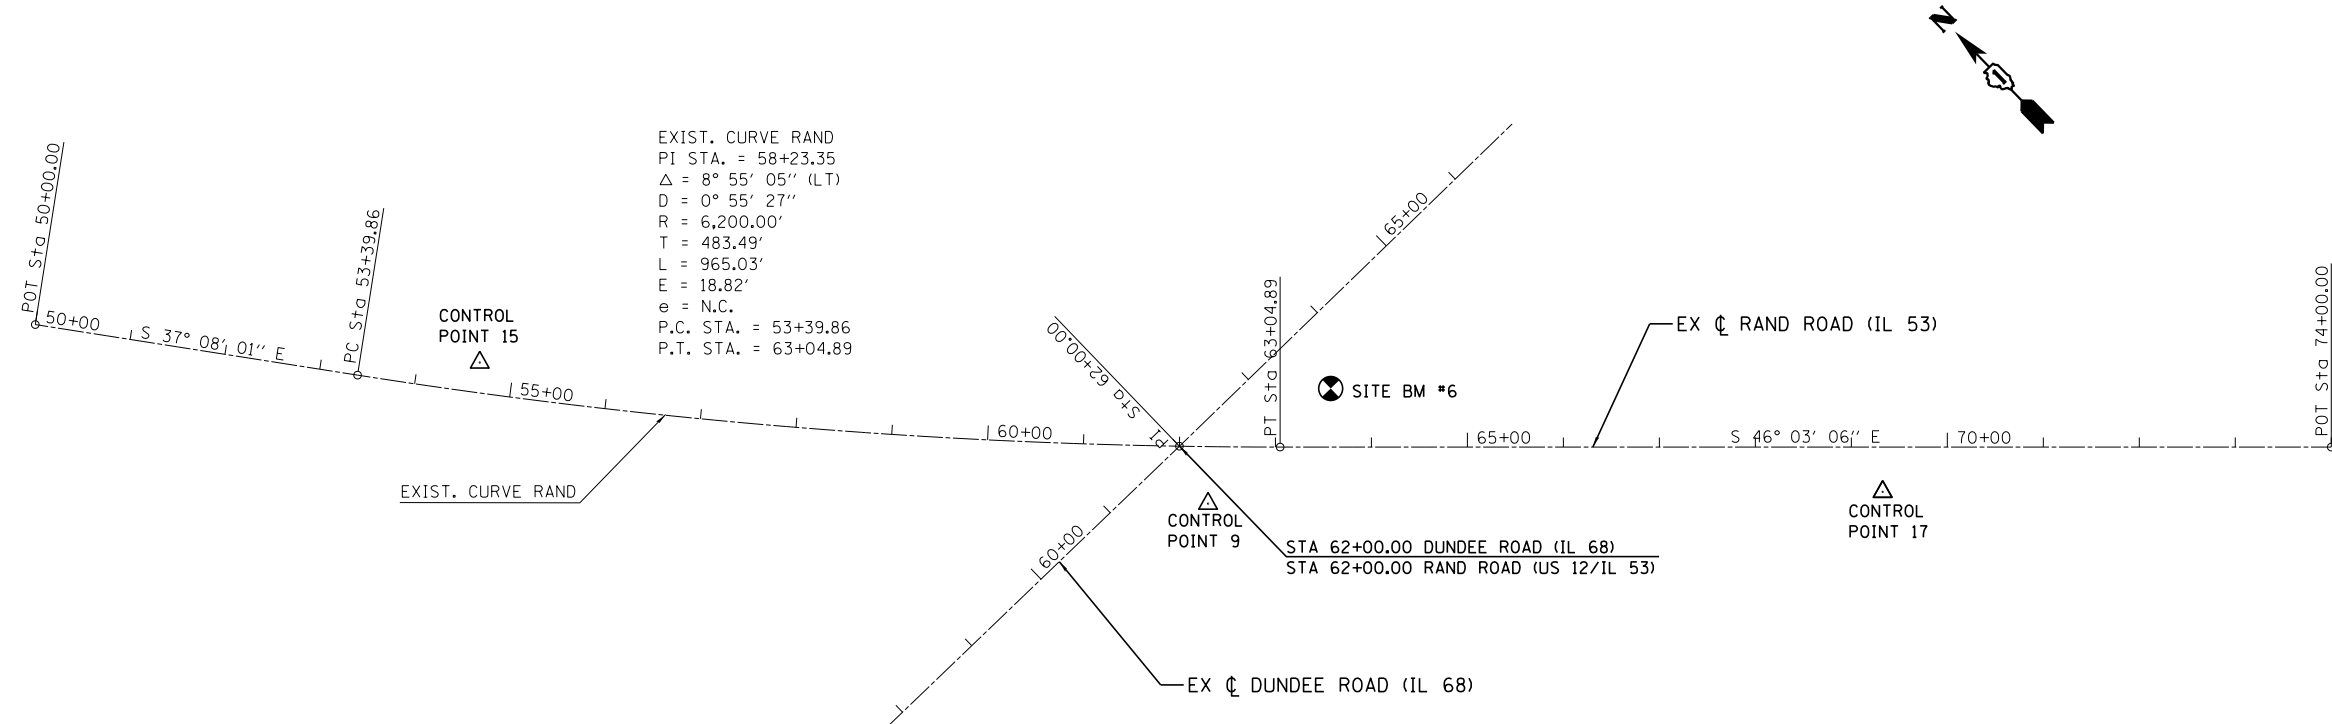 N
EXIST. CURVE RAND
PI STA. = 58+23.35
△ = 8° 55' 05'' (LT)
D = 0° 55' 27''
R = 6,200.00'
T = 483.49'
L = 965.03'
E = 18.82'
e = N.C.
P.C. STA. = 53+39.86
P.T. STA. = 63+04.89
POT Sta 50+00.00
50+00
S 37° 08' 01'' E
PC Sta 53+39.86
CONTROL
POINT 15
55+00
EXIST. CURVE RAND
60+00
PI Sta 62+00.00
65+00
PT Sta 63+04.89
SITE BM #6
EX ℄ RAND ROAD (IL 53)
65+00
S 46° 03' 06'' E
70+00
POT Sta 74+00.00
CONTROL
POINT 9
CONTROL
POINT 17
60+00
STA 62+00.00 DUNDEE ROAD (IL 68)
STA 62+00.00 RAND ROAD (US 12/IL 53)
EX ℄ DUNDEE ROAD (IL 68)